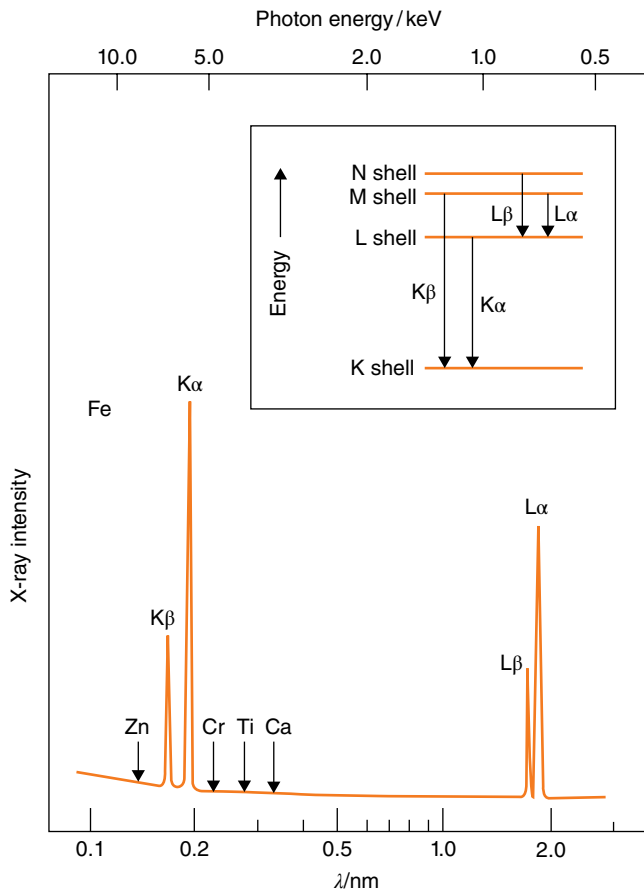 Photon energy/keV
10.0 5.0 2.0 1.0 0.5
N shell
M shell
Lβ Lα
L shell
Energy
Kβ Kα
K shell
Kα
Fe
X-ray intensity
Lα
Kβ
Lβ
Zn Cr Ti Ca
0.1 0.2 0.5 1.0 2.0
λ/nm